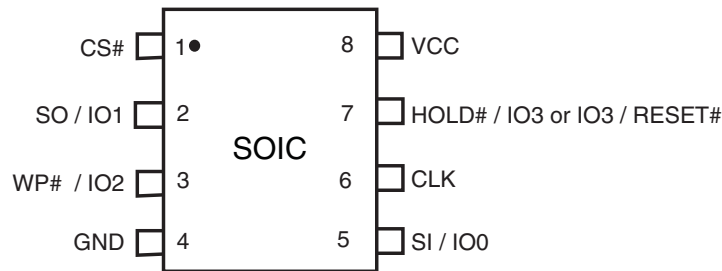 CS# 1 8 VCC
SO / IO1 2 7 HOLD# / IO3 or IO3 / RESET#
SOIC
WP# / IO2 3 6 CLK
GND 4 5 SI / IO0